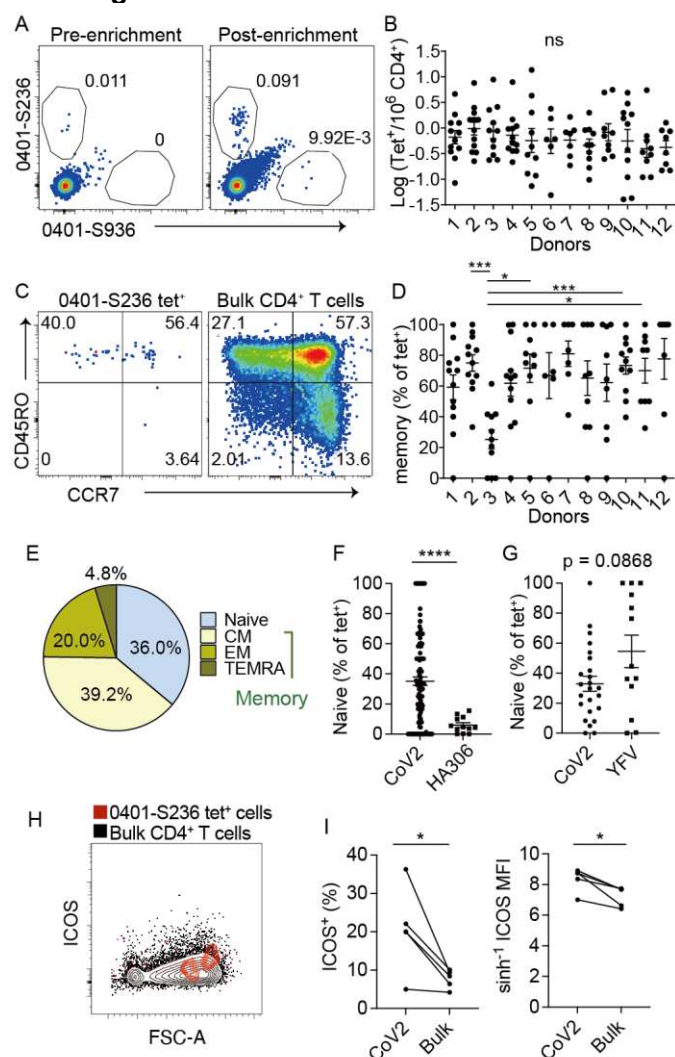 A
Pre-enrichment
Post-enrichment
0.011
0
0.091
9.92E-3
0401-S236
0401-S936
B
ns
Log (Tet⁺/10⁶ CD4⁺)
1.5
1.0
0.5
0.0
-0.5
-1.0
-1.5
1 2 3 4 5 6 7 8 9 10 11 12
Donors
C
0401-S236 tet⁺
Bulk CD4⁺ T cells
40.0
56.4
0
3.64
27.1
57.3
2.01
13.6
CD45RO
CCR7
D
***
*
***
*
memory (% of tet⁺)
100
80
60
40
20
0
1 2 3 4 5 6 7 8 9 10 11 12
Donors
E
4.8%
20.0%
36.0%
39.2%
Naive
CM
EM
TEMRA
Memory
F
****
Naive (% of tet⁺)
100
80
60
40
20
0
CoV2
HA306
G
p = 0.0868
Naive (% of tet⁺)
100
80
60
40
20
0
CoV2
YFV
H
0401-S236 tet⁺ cells
Bulk CD4⁺ T cells
ICOS
FSC-A
I
*
ICOS⁺ (%)
40
30
20
10
0
CoV2
Bulk
*
sinh⁻¹ ICOS MFI
10
8
6
4
2
0
CoV2
Bulk